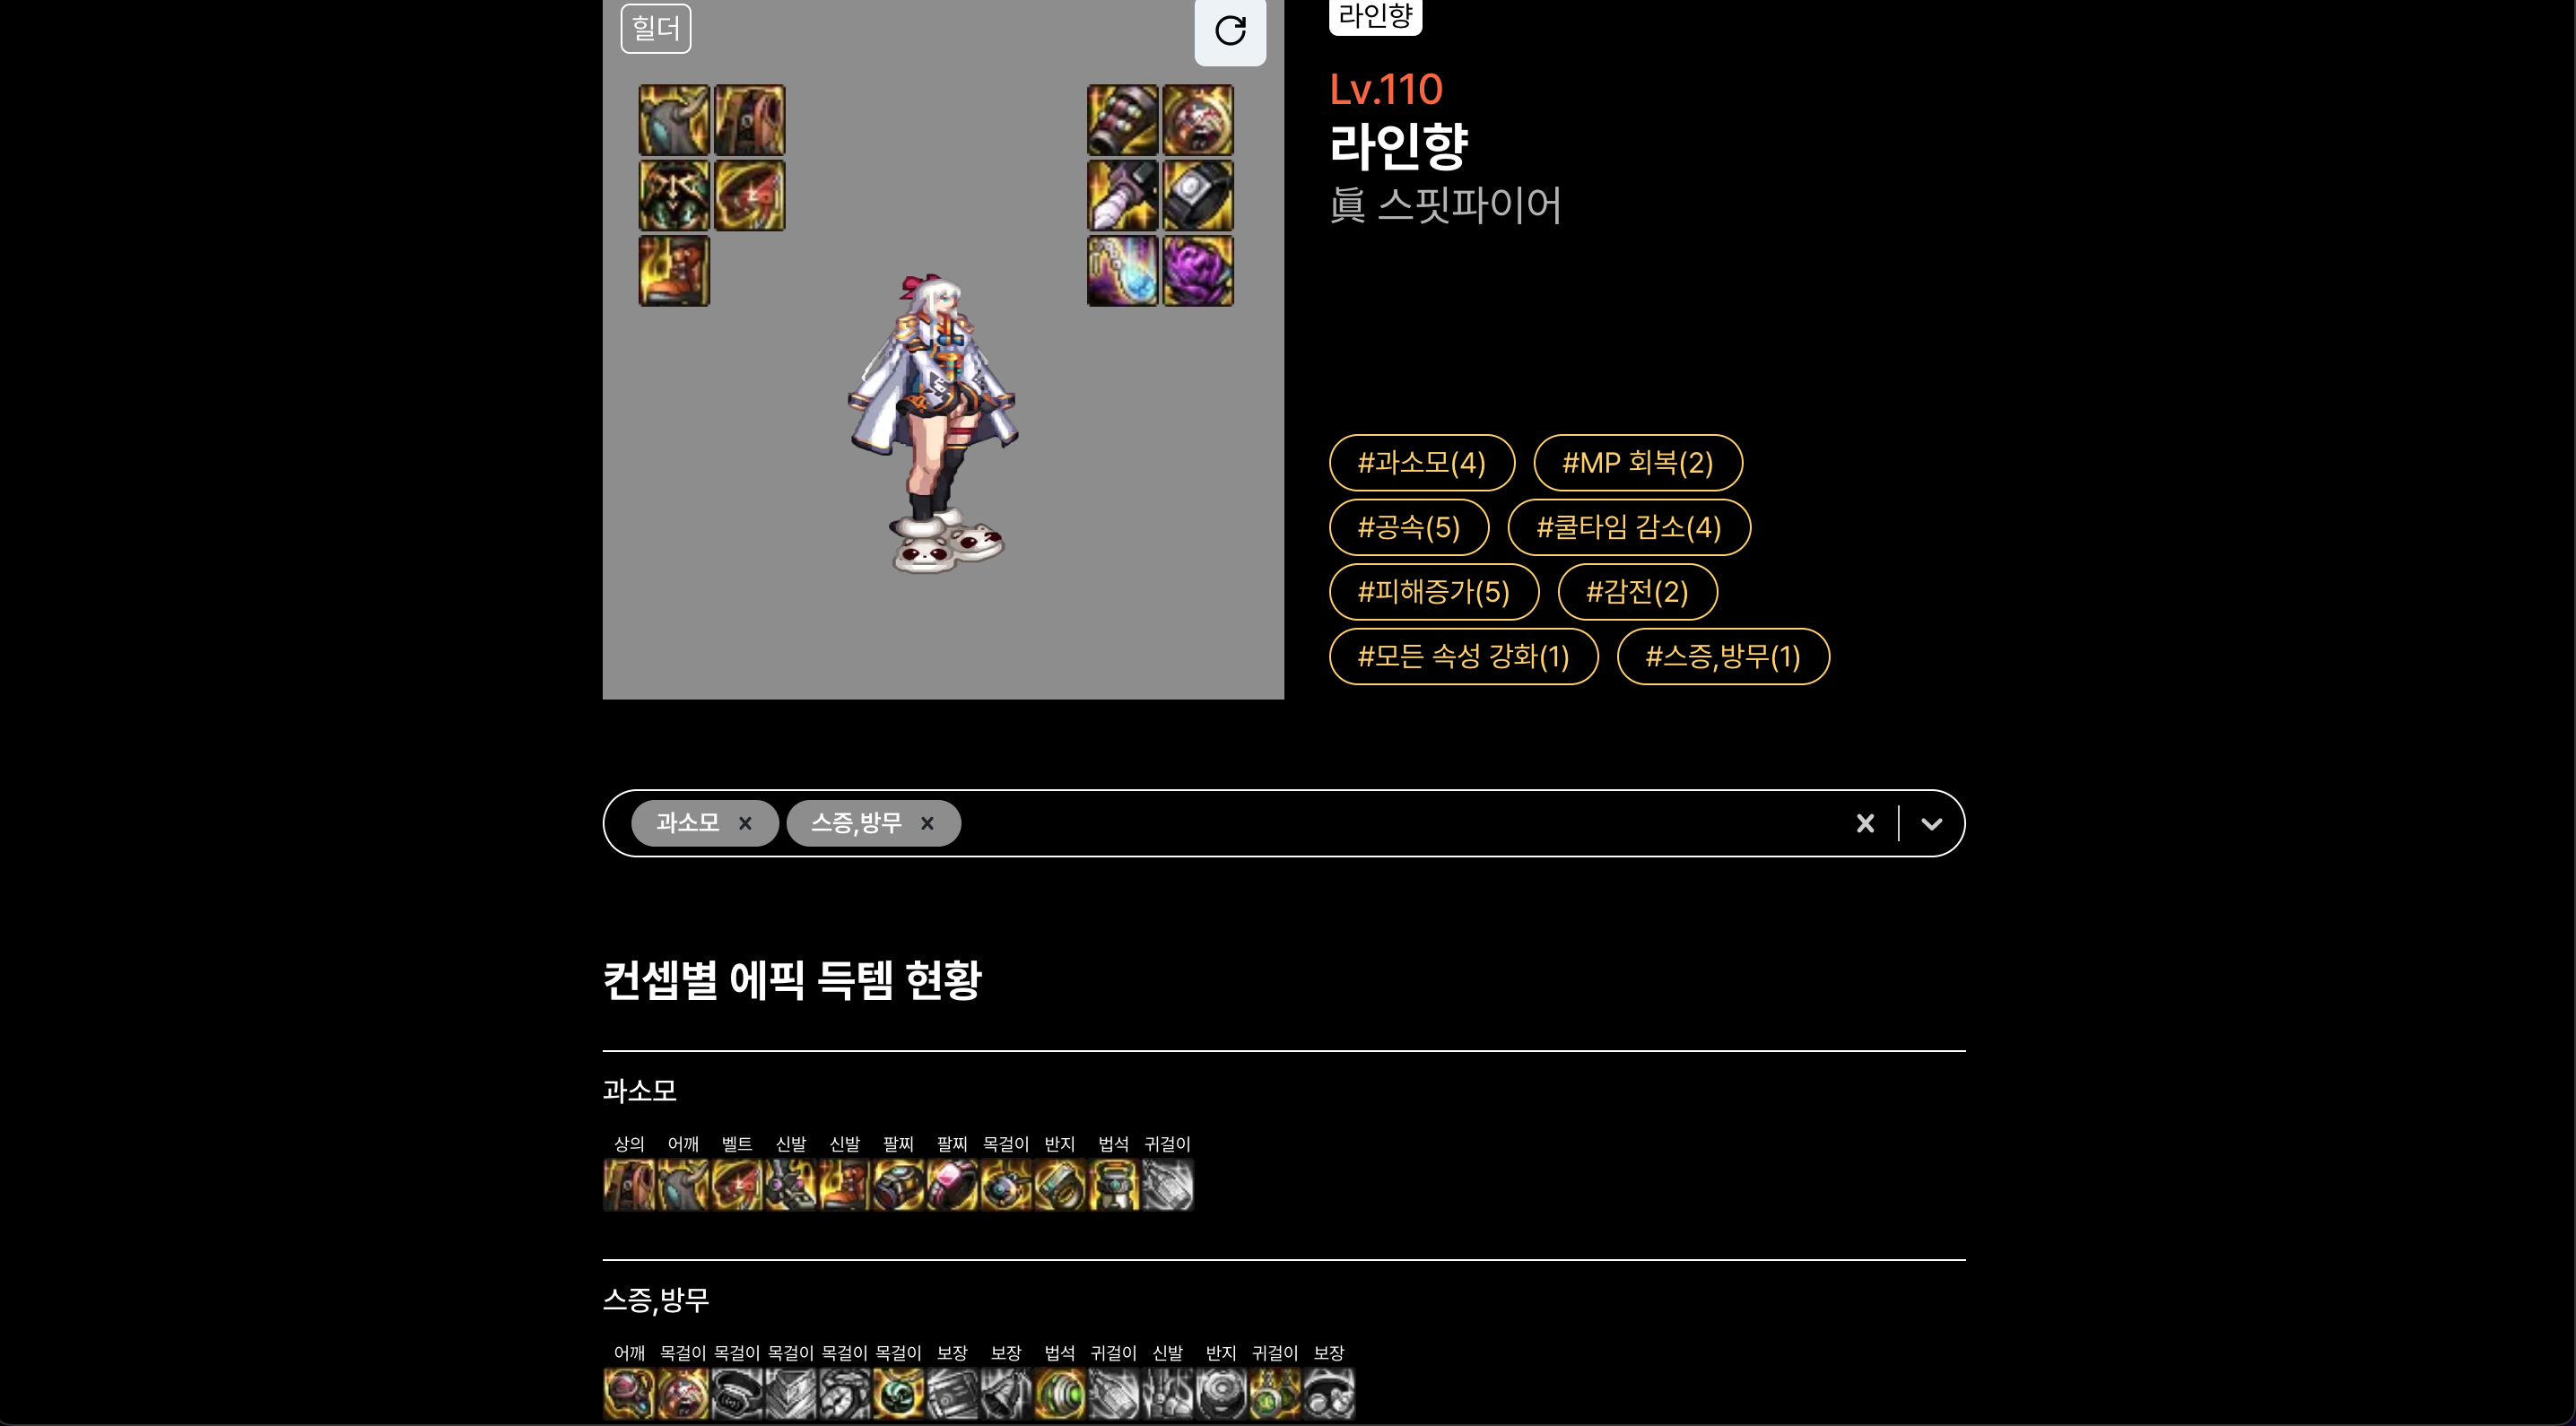 힐더
라인향
Lv.110
라인향
眞 스핏파이어
#과소모(4) #MP 회복(2)
#공속(5) #쿨타임 감소(4)
#피해증가(5) #감전(2)
#모든 속성 강화(1) #스증,방무(1)
과소모 스증,방무
컨셉별 에픽 득템 현황
과소모
상의 어깨 벨트 신발 신발 팔찌 팔찌 목걸이 반지 법석 귀걸이
스증,방무
어깨 목걸이 목걸이 목걸이 목걸이 목걸이 보장 보장 법석 귀걸이 신발 반지 귀걸이 보장